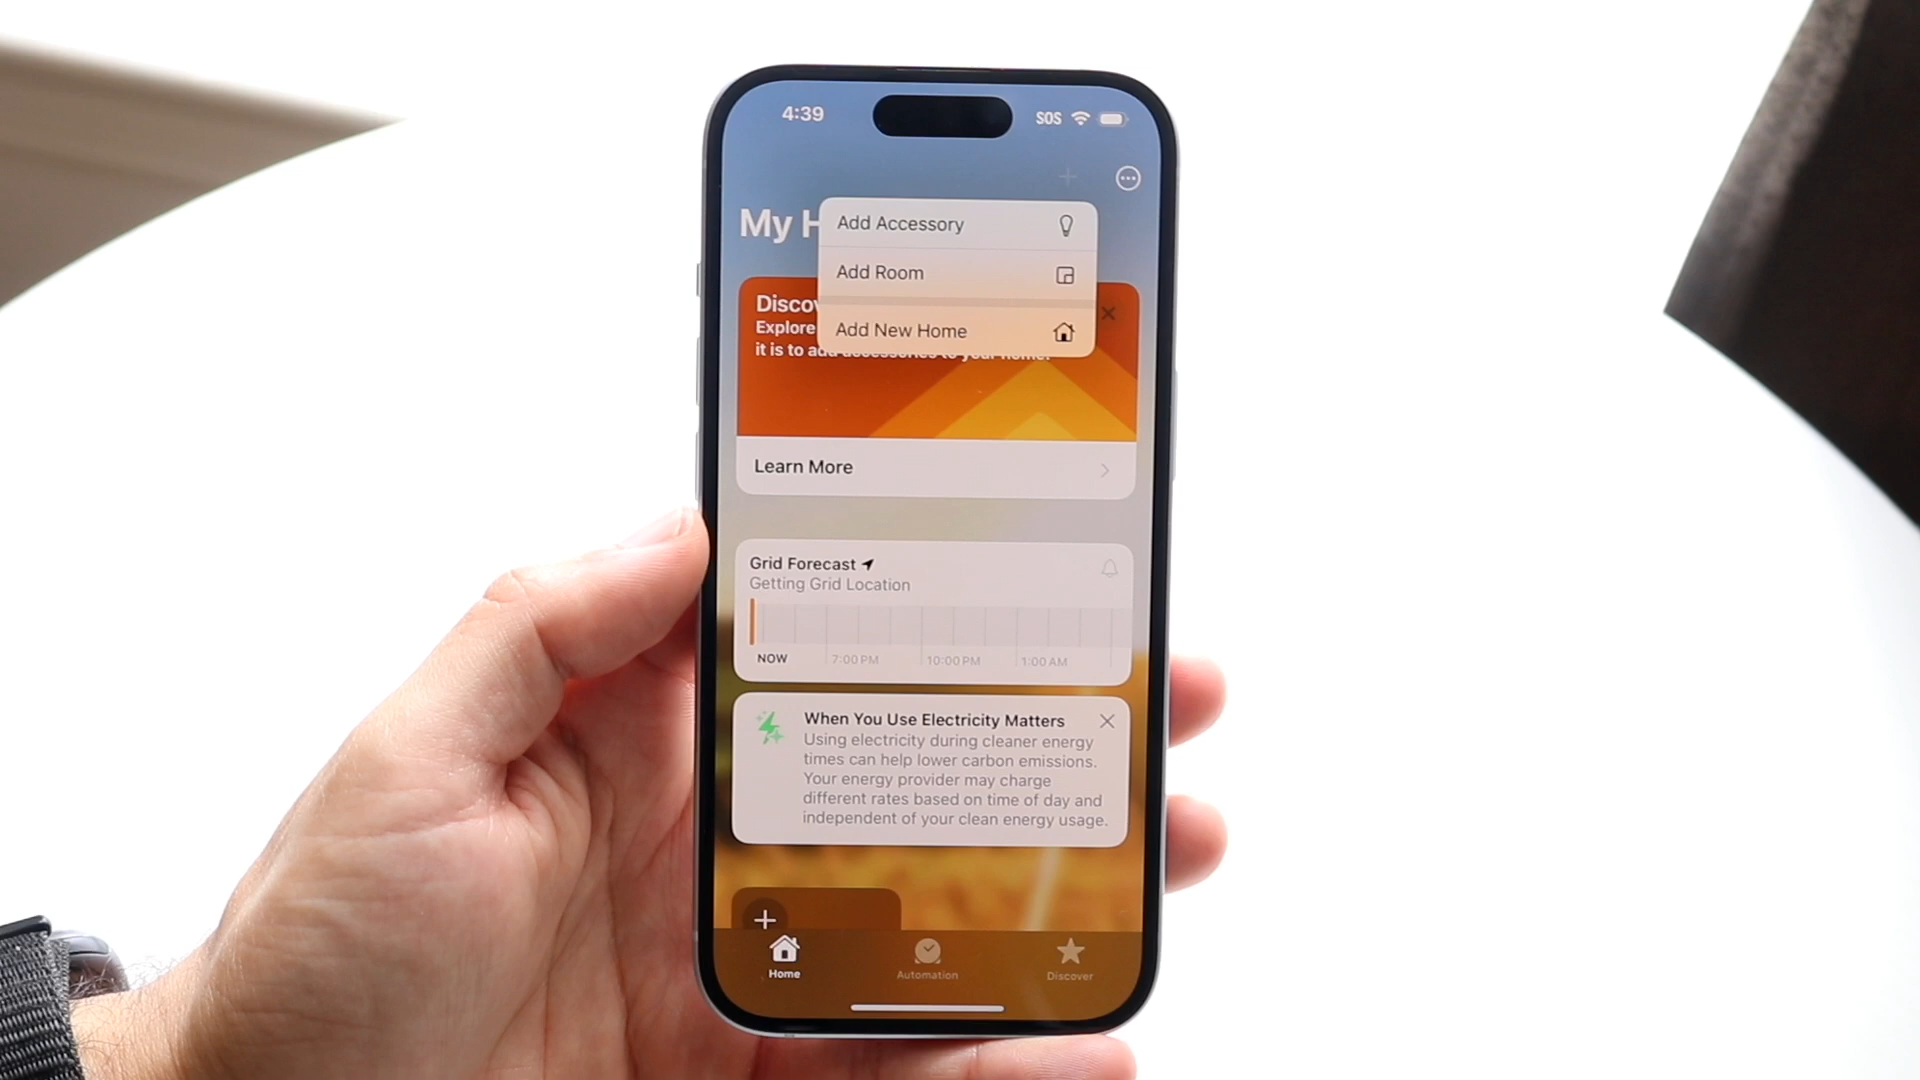 4:39
SOS
My H
Add Accessory
Add Room
Add New Home
Disco
Explore
it is to add accessories to your home.
Learn More
Grid Forecast
Getting Grid Location
NOW
7:00 PM
10:00 PM
1:00 AM
When You Use Electricity Matters
Using electricity during cleaner energy
times can help lower carbon emissions.
Your energy provider may charge
different rates based on time of day and
independent of your clean energy usage.
Home
Automation
Discover